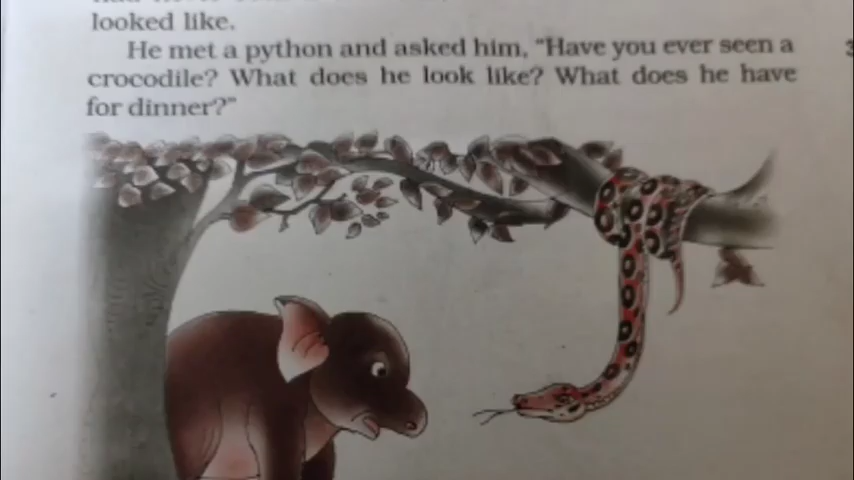 looked like.
He met a python and asked him, "Have you ever seen a
crocodile? What does he look like? What does he have
for dinner?"
3